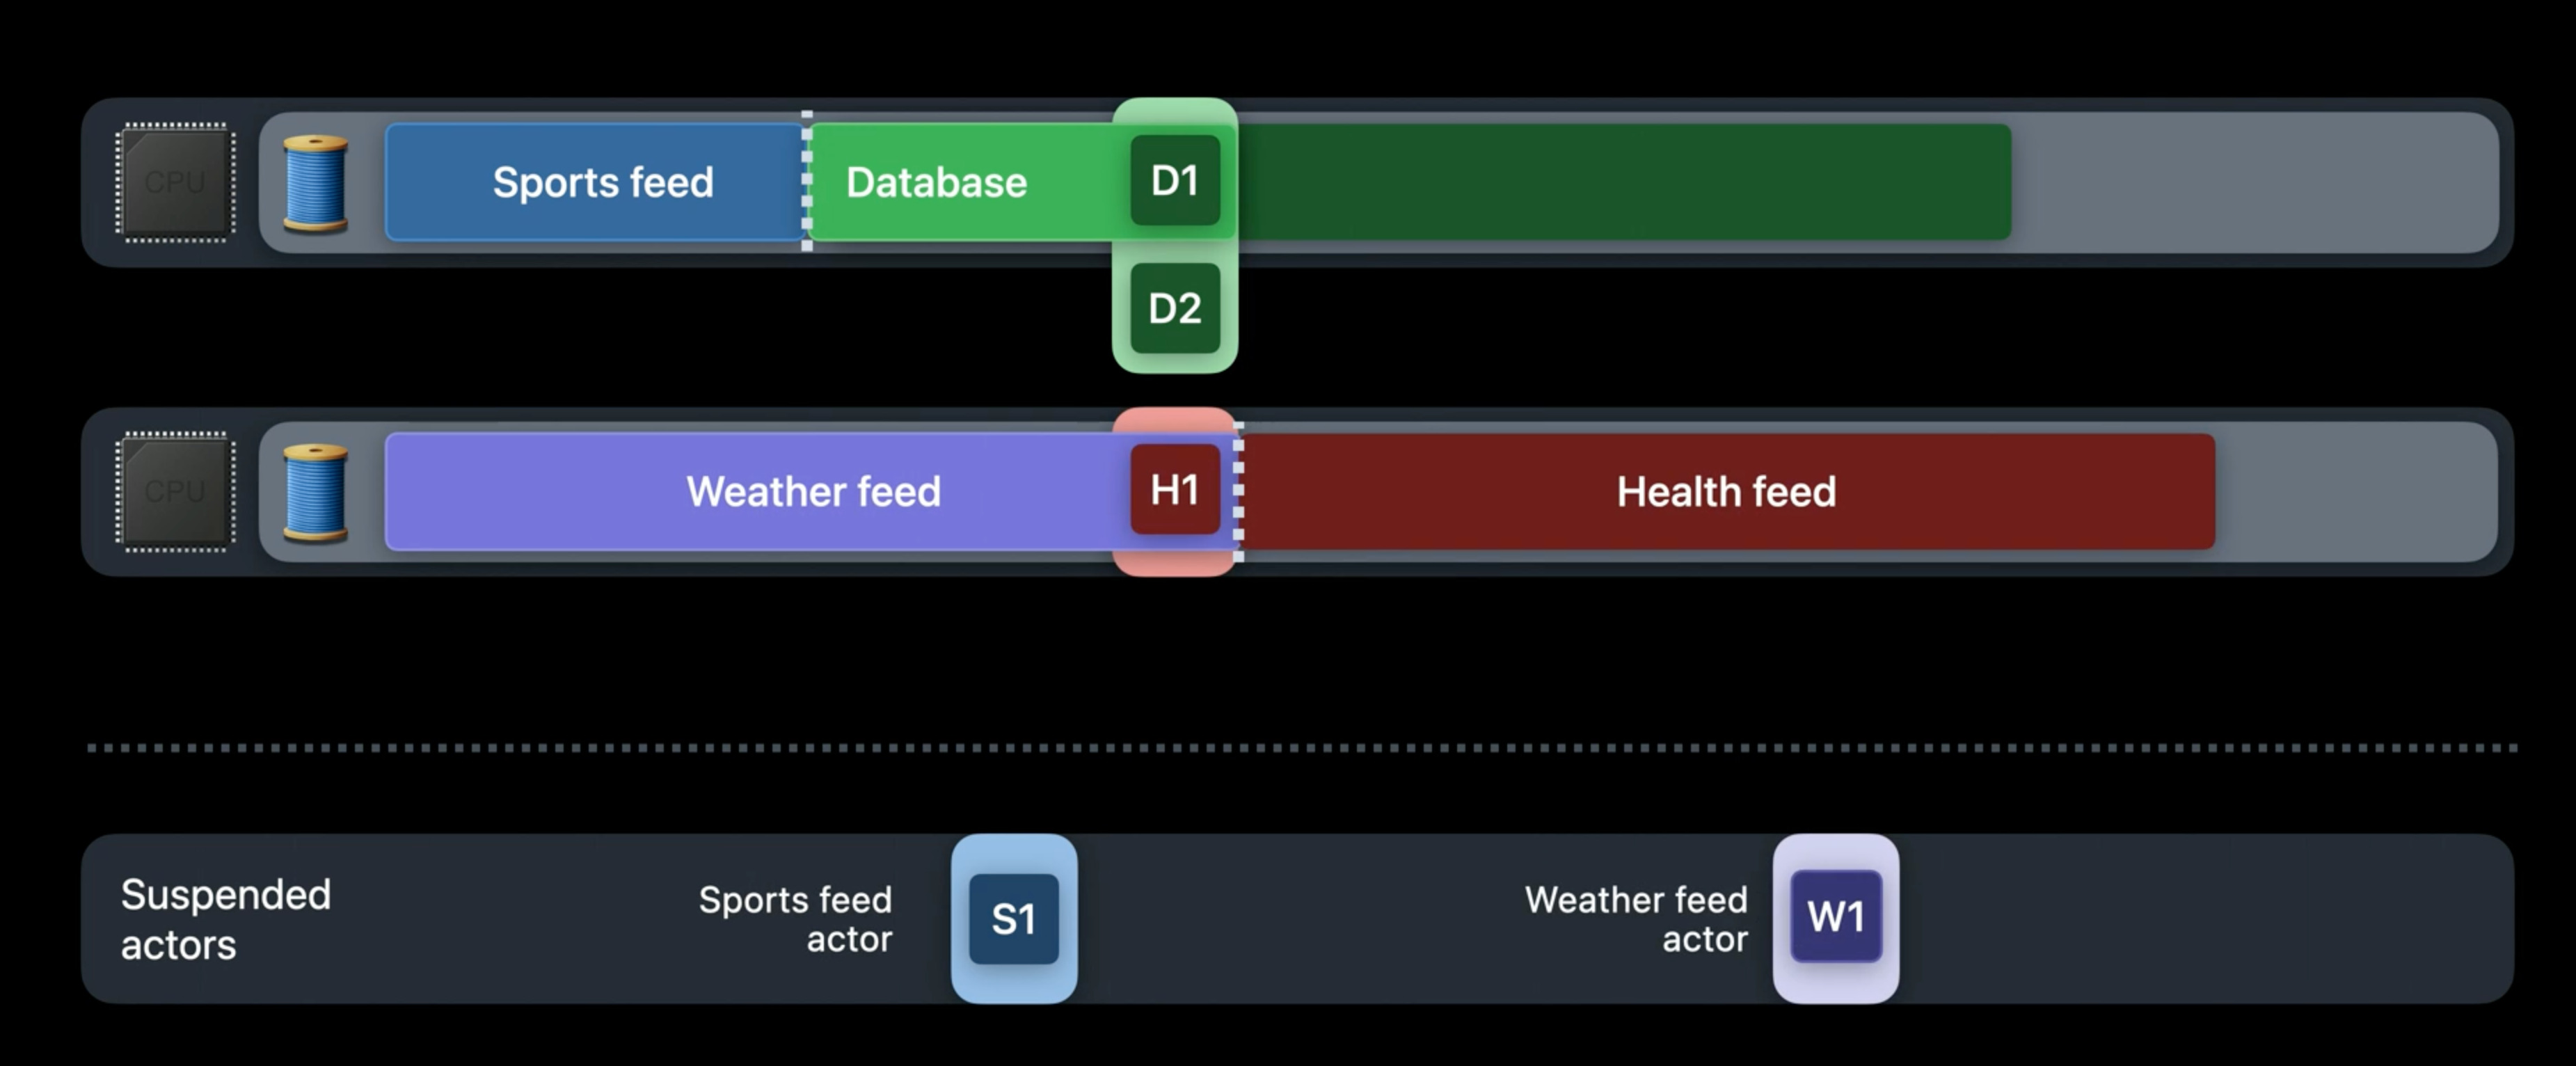 CPU
Sports feed
Database
D1
D2
CPU
Weather feed
H1
Health feed
Suspended
actors
Sports feed
actor
S1
Weather feed
actor
W1